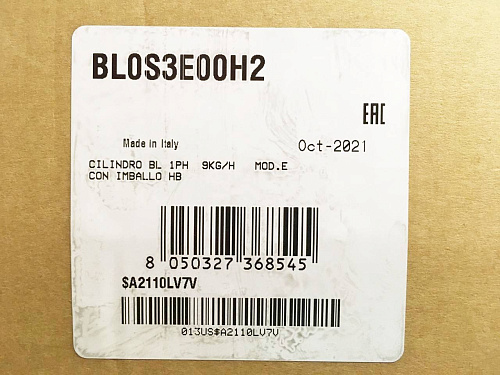 BL0S3E00H2
EAC
Made in Italy Oct-2021
CILINDRO BL 1PH 9KG/H MOD.E
CON IMBALLO HB
8 050327 368545
$A2110LV7V
013US$A2110LV7V